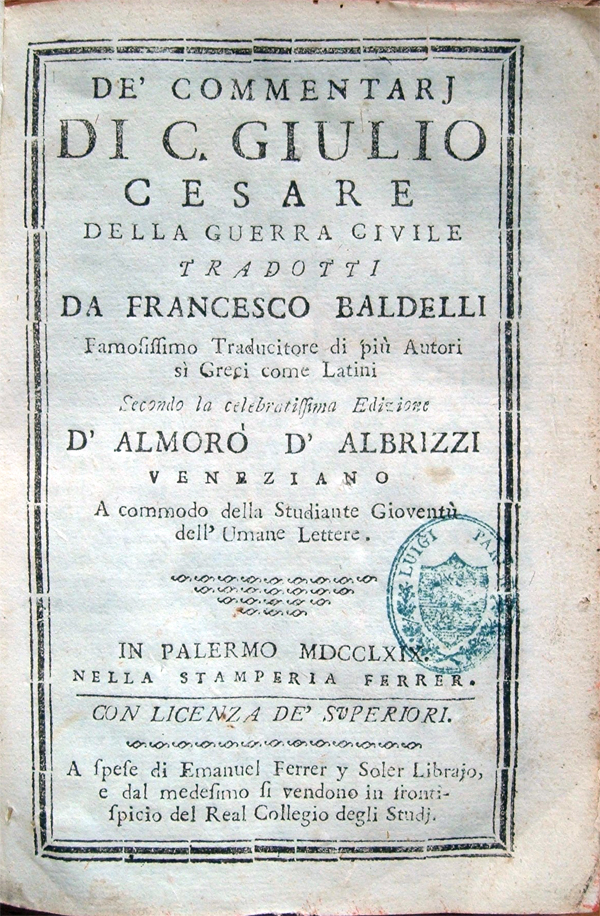 DE' COMMENTARJ
DI C. GIULIO
CESARE
DELLA GUERRA CIVILE
TRADOTTI
DA FRANCESCO BALDELLI
Famosissimo Traducitore di più Autori
sì Greci come Latini
Secondo la celebratissima Edizione
D' ALMORÒ D' ALBRIZZI
VENEZIANO
A commodo della Studiante Gioventù
dell' Umane Lettere.
LUIGI
IN PALERMO MDCCLXIX.
NELLA STAMPERIA FERRER.
CON LICENZA DE' SVPERIORI.
A spese di Emanuel Ferrer y Soler Librajo,
e dal medesimo si vendono in fronti-
spicio del Real Collegio degli Studj.